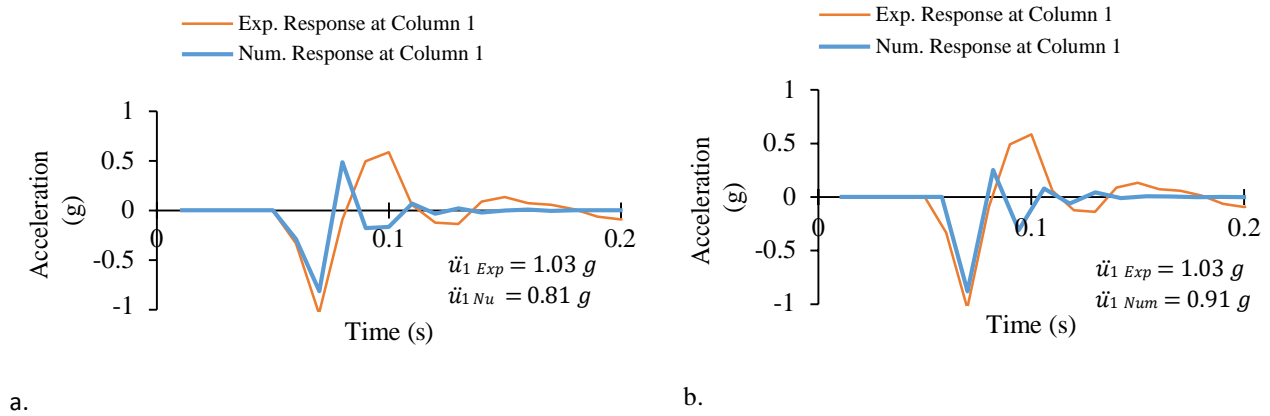 Exp. Response at Column 1
Num. Response at Column 1
1
0.5
0
-0.5
-1
0
0.1
0.2
Acceleration
(g)
Time (s)
ü1 Exp = 1.03 g
ü1 Nu = 0.81 g
a.
Exp. Response at Column 1
Num. Response at Column 1
1
0.5
0
-0.5
-1
0
0.1
0.2
Acceleration
(g)
Time (s)
ü1 Exp = 1.03 g
ü1 Num = 0.91 g
b.